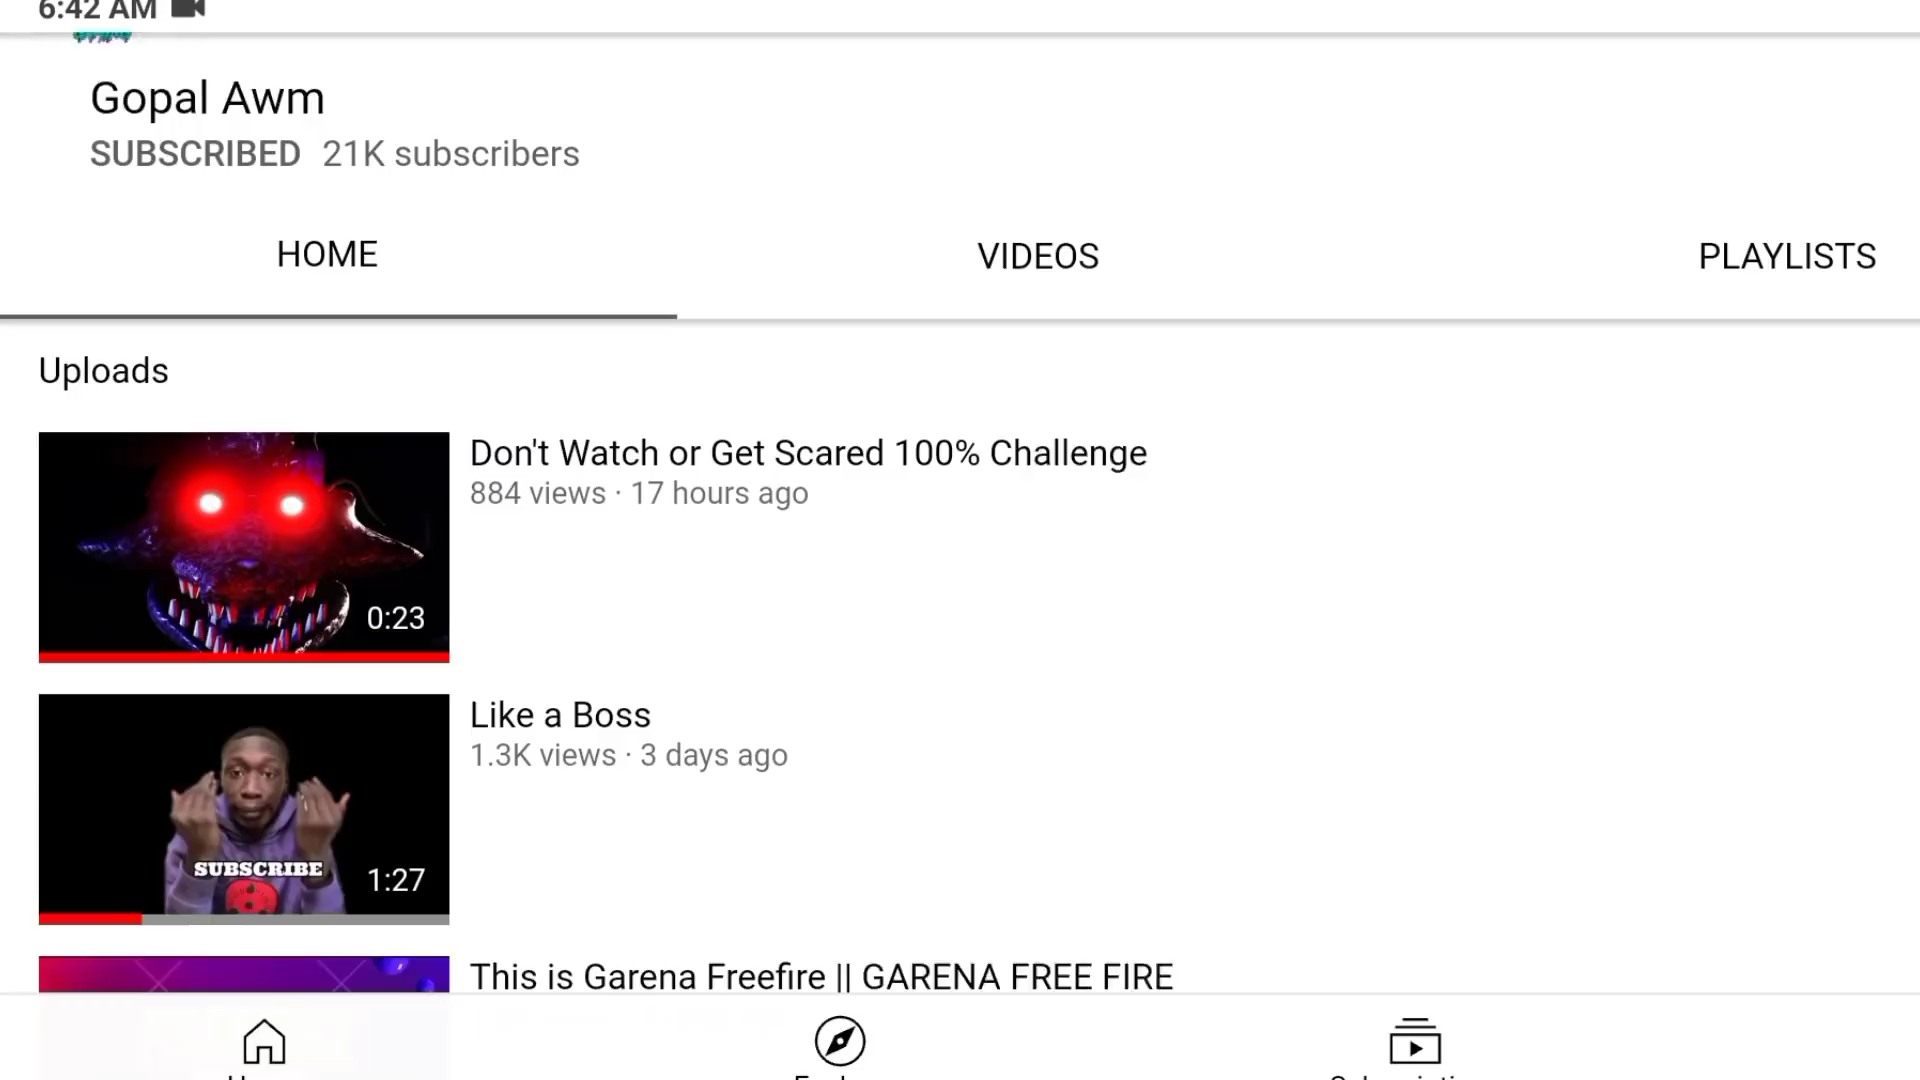 6:42 AM
Gopal Awm
SUBSCRIBED 21K subscribers
HOME VIDEOS PLAYLISTS
Uploads
Don't Watch or Get Scared 100% Challenge
884 views · 17 hours ago
0:23
Like a Boss
1.3K views · 3 days ago
SUBSCRIBE
1:27
This is Garena Freefire || GARENA FREE FIRE